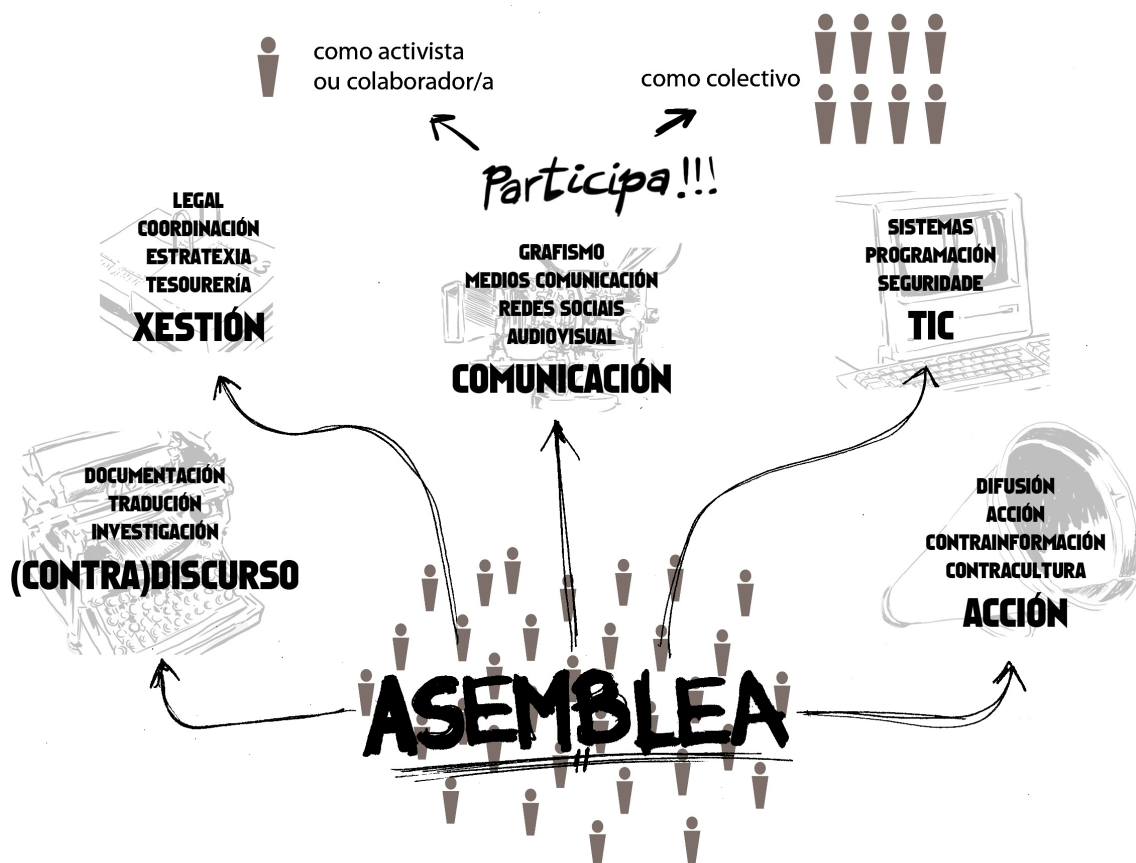 como activista
ou colaborador/a
como colectivo
Participa!!!
LEGAL
COORDINACIÓN
ESTRATEXIA
TESOURERÍA
XESTIÓN
GRAFISMO
MEDIOS COMUNICACIÓN
REDES SOCIAIS
AUDIOVISUAL
COMUNICACIÓN
SISTEMAS
PROGRAMACIÓN
SEGURIDADE
TIC
DOCUMENTACIÓN
TRADUCIÓN
INVESTIGACIÓN
(CONTRA)DISCURSO
DIFUSIÓN
ACCIÓN
CONTRAINFORMACIÓN
CONTRACULTURA
ACCIÓN
ASEMBLEA